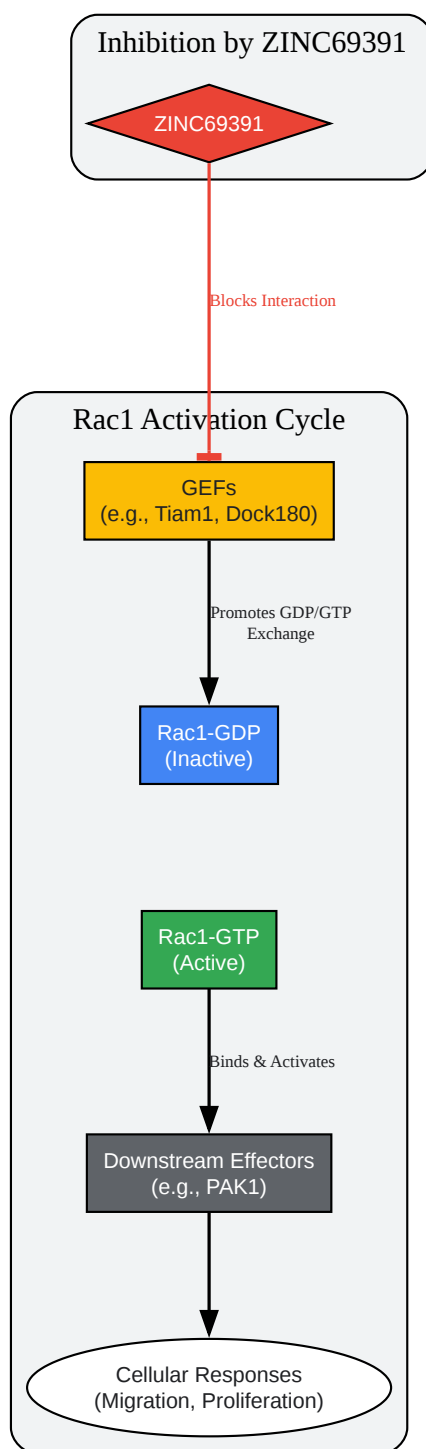 Inhibition by ZINC69391
ZINC69391
Blocks Interaction
Rac1 Activation Cycle
GEFs
(e.g., Tiam1, Dock180)
Promotes GDP/GTP
Exchange
Rac1-GDP
(Inactive)
Rac1-GTP
(Active)
Binds & Activates
Downstream Effectors
(e.g., PAK1)
Cellular Responses
(Migration, Proliferation)